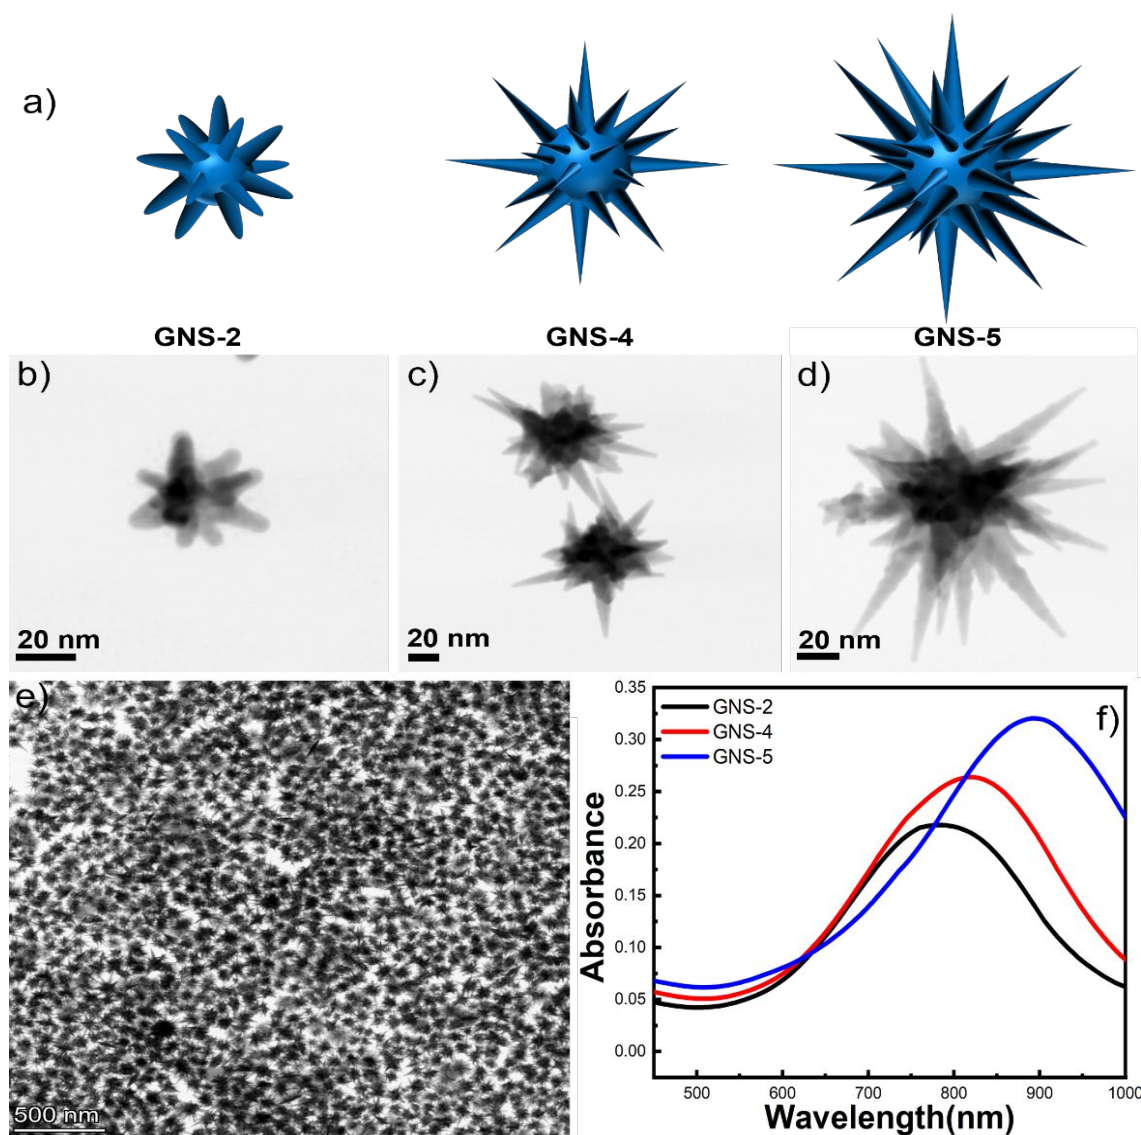 a)
GNS-2
GNS-4
GNS-5
b)
c)
d)
20 nm
20 nm
20 nm
e)
500 nm
f)
GNS-2
GNS-4
GNS-5
0.35
0.30
0.25
0.20
0.15
0.10
0.05
0.00
Absorbance
500
600
700
800
900
1000
Wavelength(nm)